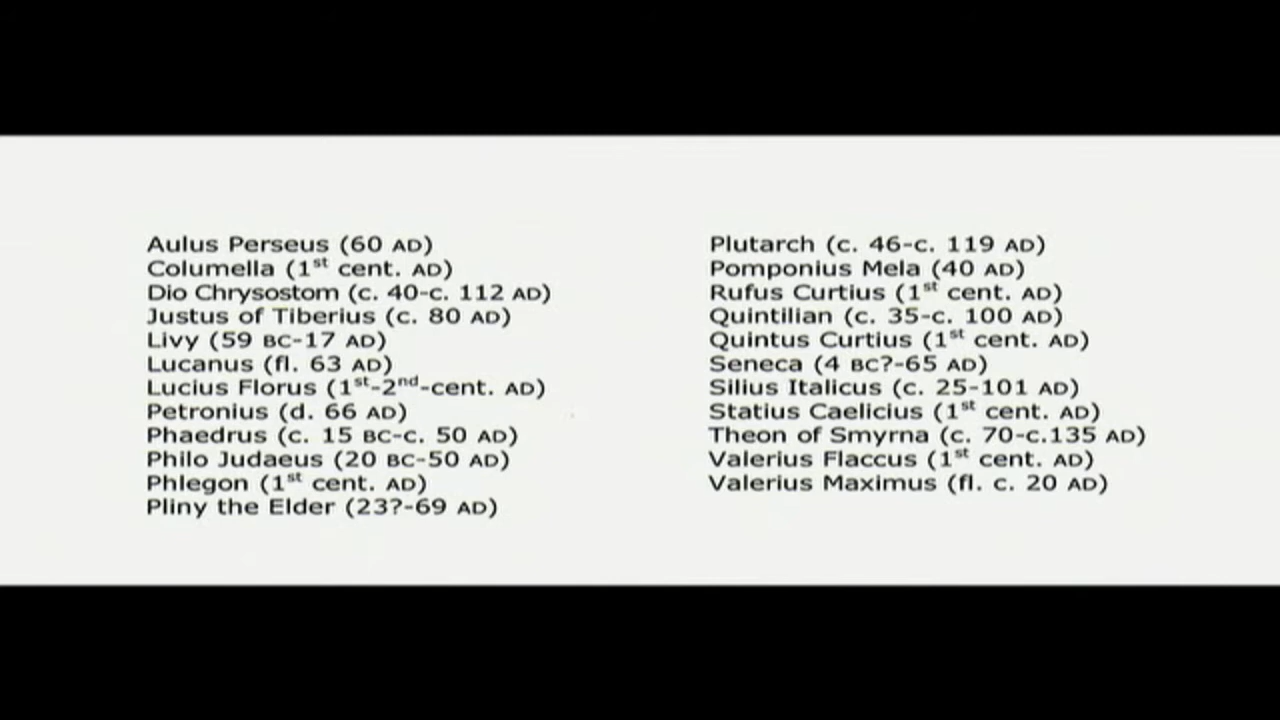 Aulus Perseus (60 AD)
Columella (1st cent. AD)
Dio Chrysostom (c. 40-c. 112 AD)
Justus of Tiberius (c. 80 AD)
Livy (59 BC-17 AD)
Lucanus (fl. 63 AD)
Lucius Florus (1st-2nd-cent. AD)
Petronius (d. 66 AD)
Phaedrus (c. 15 BC-c. 50 AD)
Philo Judaeus (20 BC-50 AD)
Phlegon (1st cent. AD)
Pliny the Elder (23?-69 AD)
Plutarch (c. 46-c. 119 AD)
Pomponius Mela (40 AD)
Rufus Curtius (1st cent. AD)
Quintilian (c. 35-c. 100 AD)
Quintus Curtius (1st cent. AD)
Seneca (4 BC?-65 AD)
Silius Italicus (c. 25-101 AD)
Statius Caelicius (1st cent. AD)
Theon of Smyrna (c. 70-c.135 AD)
Valerius Flaccus (1st cent. AD)
Valerius Maximus (fl. c. 20 AD)